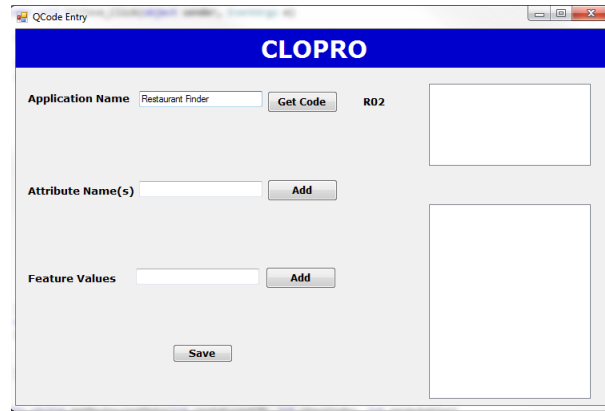 QCode Entry
CLOPRO
Application Name Restaurant Finder Get Code R02
Attribute Name(s) Add
Feature Values Add
Save